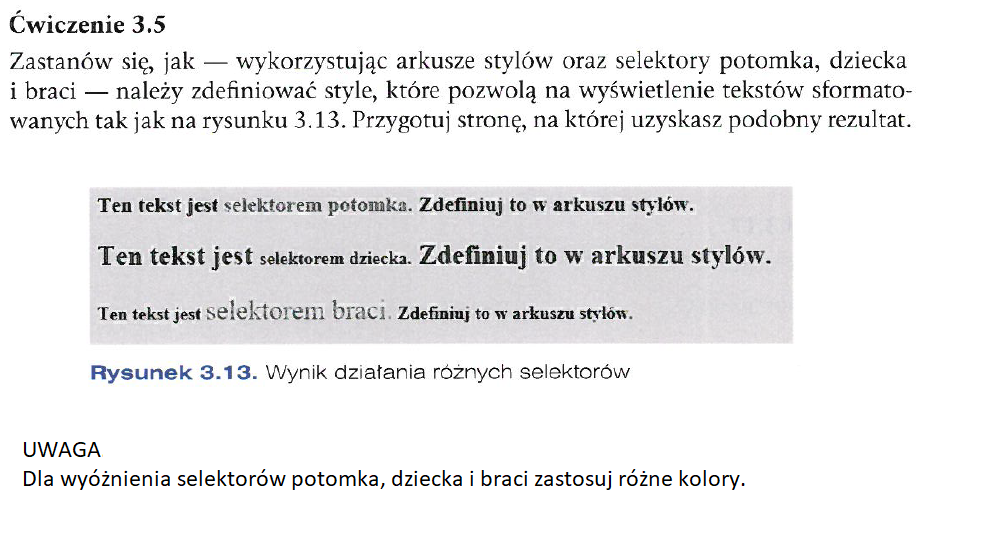 Ćwiczenie 3.5
Zastanów się, jak — wykorzystując arkusze stylów oraz selektory potomka, dziecka
i braci — należy zdefiniować style, które pozwolą na wyświetlenie tekstów sformato-
wanych tak jak na rysunku 3.13. Przygotuj stronę, na której uzyskasz podobny rezultat.
Ten tekst jest selektorem potomka. Zdefiniuj to w arkuszu stylów.
Ten tekst jest selektorem dziecka. Zdefiniuj to w arkuszu stylów.
Ten tekst jest selektorem braci. Zdefiniuj to w arkuszu stylów.
Rysunek 3.13. Wynik działania różnych selektorów
UWAGA
Dla wyóżnienia selektorów potomka, dziecka i braci zastosuj różne kolory.